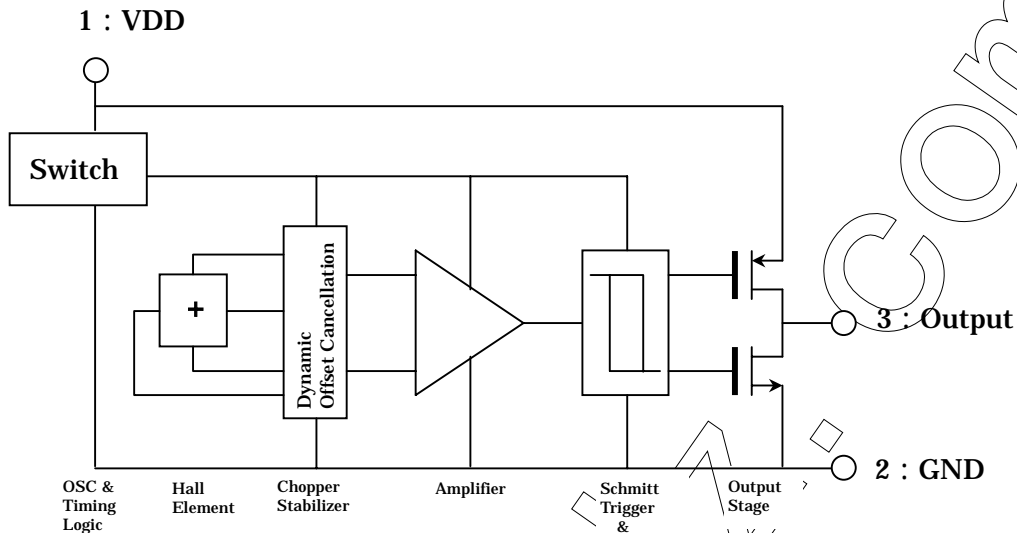 1 : VDD
Switch
+
Dynamic
Offset Cancellation
3 : Output
2 : GND
OSC &
Timing
Logic
Hall
Element
Chopper
Stabilizer
Amplifier
Schmitt
Trigger
&
Output
Stage
Con